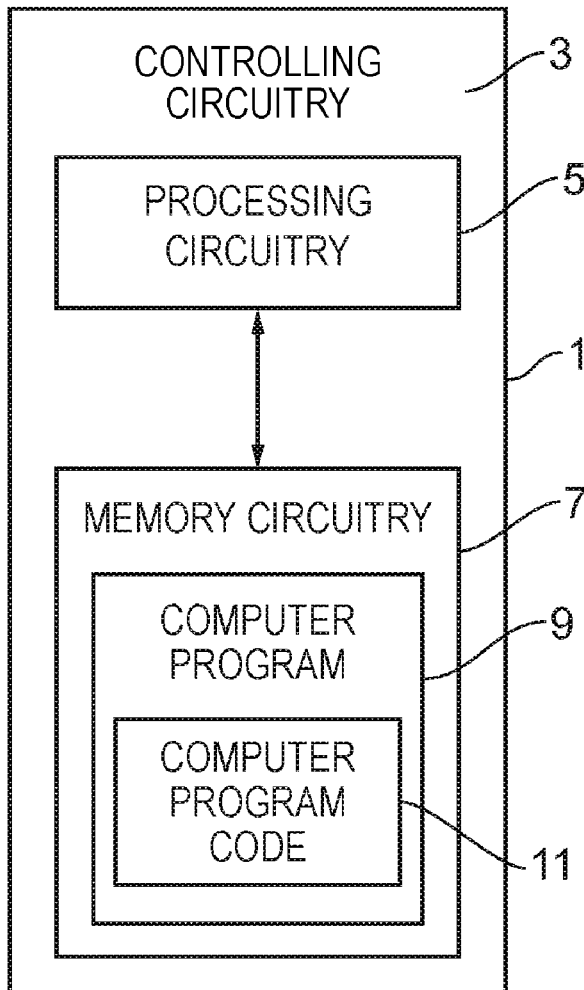 CONTROLLING
CIRCUITRY
3
PROCESSING
CIRCUITRY
5
1
MEMORY CIRCUITRY
7
COMPUTER
PROGRAM
9
COMPUTER
PROGRAM
CODE
11